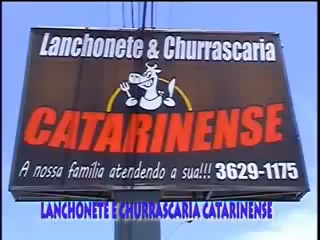 Lanchonete & Churrascaria
CATARINENSE
A nossa família atendendo a sua!!! 3629-1175
LANCHONETE E CHURRASCARIA CATARINENSE